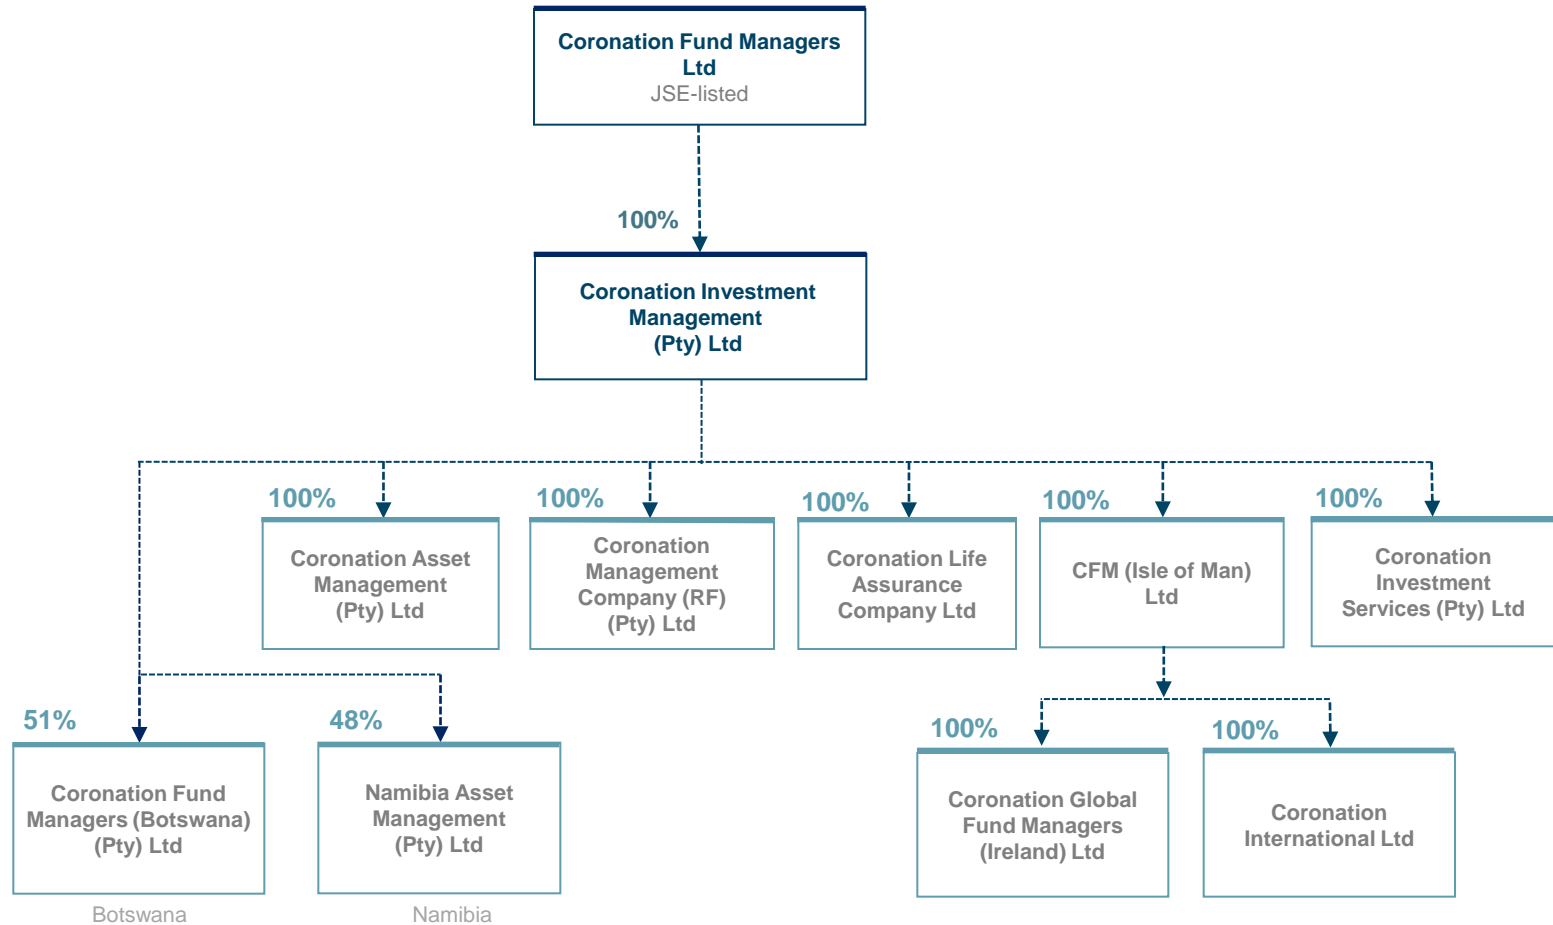 Coronation Fund Managers
Ltd
JSE-listed
100%
Coronation Investment
Management
(Pty) Ltd
100%
Coronation Asset
Management
(Pty) Ltd
100%
Coronation
Management
Company (RF)
(Pty) Ltd
100%
Coronation Life
Assurance
Company Ltd
100%
CFM (Isle of Man)
Ltd
100%
Coronation
Investment
Services (Pty) Ltd
51%
Coronation Fund
Managers (Botswana)
(Pty) Ltd
Botswana
48%
Namibia Asset
Management
(Pty) Ltd
Namibia
100%
Coronation Global
Fund Managers
(Ireland) Ltd
100%
Coronation
International Ltd